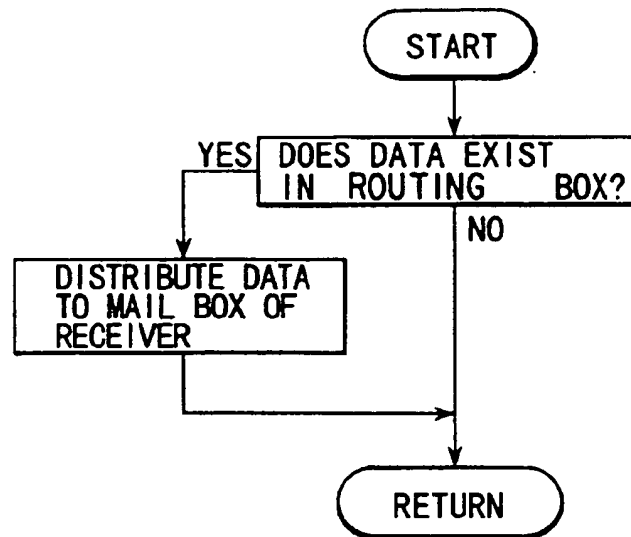 START
YES
DOES DATA EXIST
IN ROUTING BOX?
NO
DISTRIBUTE DATA
TO MAIL BOX OF
RECEIVER
RETURN